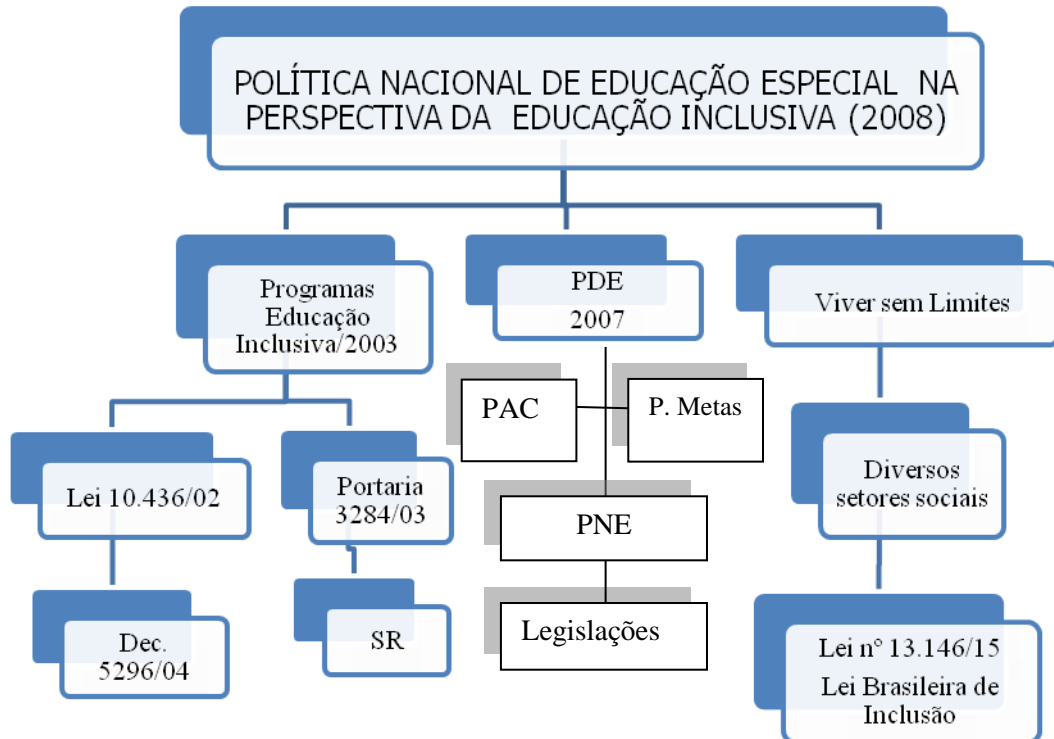 POLÍTICA NACIONAL DE EDUCAÇÃO ESPECIAL NA
PERSPECTIVA DA EDUCAÇÃO INCLUSIVA (2008)
Programas
Educação
Inclusiva/2003
PDE
2007
Viver sem Limites
PAC
P. Metas
Lei 10.436/02
Portaria
3284/03
Diversos
setores sociais
PNE
Dec.
5296/04
SR
Legislações
Lei nº 13.146/15
Lei Brasileira de
Inclusão